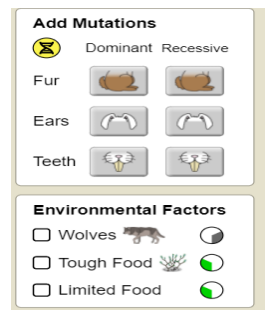 Add Mutations
Dominant Recessive
Fur
Ears
Teeth
Environmental Factors
Wolves
Tough Food
Limited Food